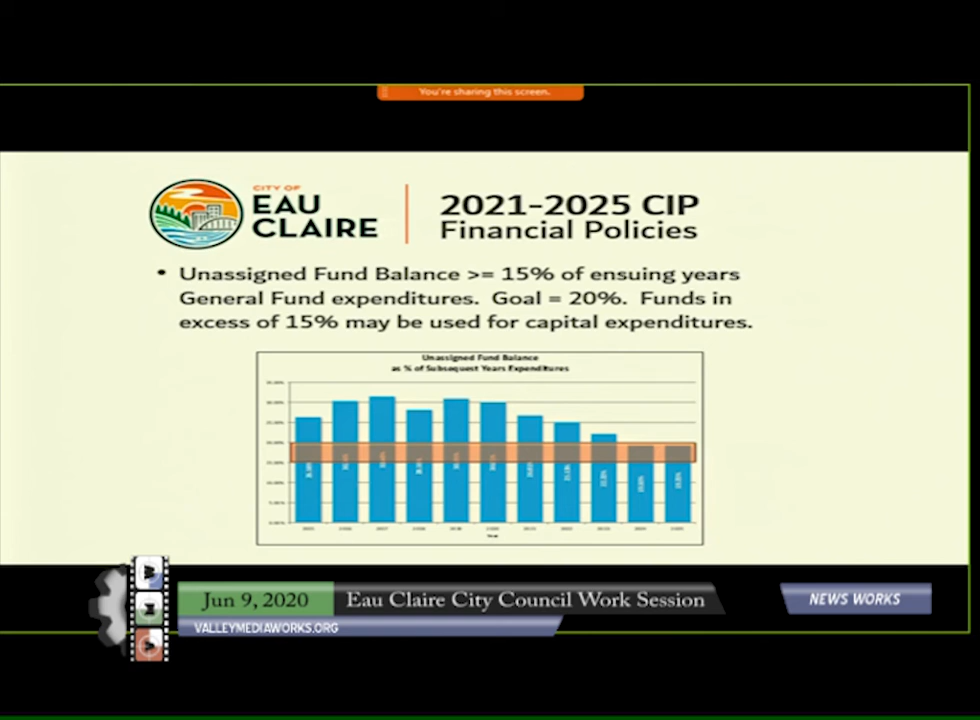 You're sharing this screen.
CITY OF
EAU
CLAIRE
2021-2025 CIP
Financial Policies
• Unassigned Fund Balance >= 15% of ensuing years
General Fund expenditures. Goal = 20%. Funds in
excess of 15% may be used for capital expenditures.
Unassigned Fund Balance
as % of Subsequent Years Expenditures
Jun 9, 2020
Eau Claire City Council Work Session
NEWS WORKS
VALLEYMEDIAWORKS.ORG